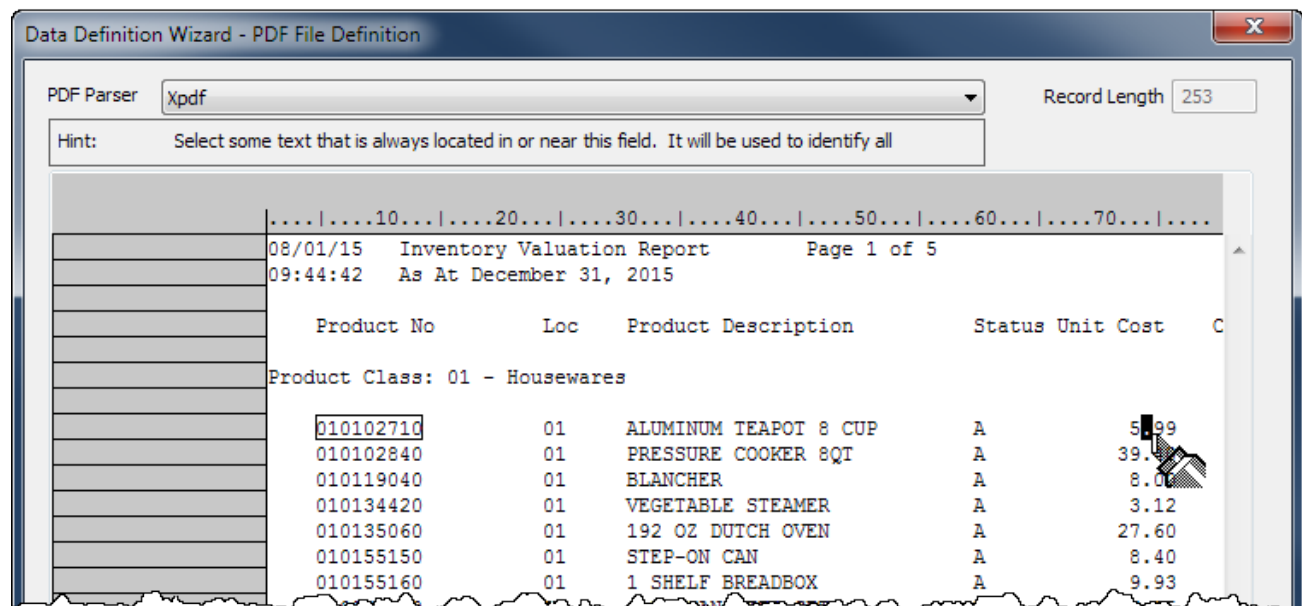 Data Definition Wizard - PDF File Definition
PDF Parser Xpdf Record Length 253
Hint: Select some text that is always located in or near this field. It will be used to identify all
....|....10...|....20...|....30...|....40...|....50...|....60...|....70...|....
08/01/15 Inventory Valuation Report Page 1 of 5
09:44:42 As At December 31, 2015
Product No Loc Product Description Status Unit Cost C
Product Class: 01 - Housewares
010102710 01 ALUMINUM TEAPOT 8 CUP A 5.99
010102840 01 PRESSURE COOKER 8QT A 39.
010119040 01 BLANCHER A 8.0
010134420 01 VEGETABLE STEAMER A 3.12
010135060 01 192 OZ DUTCH OVEN A 27.60
010155150 01 STEP-ON CAN A 8.40
010155160 01 1 SHELF BREADBOX A 9.93